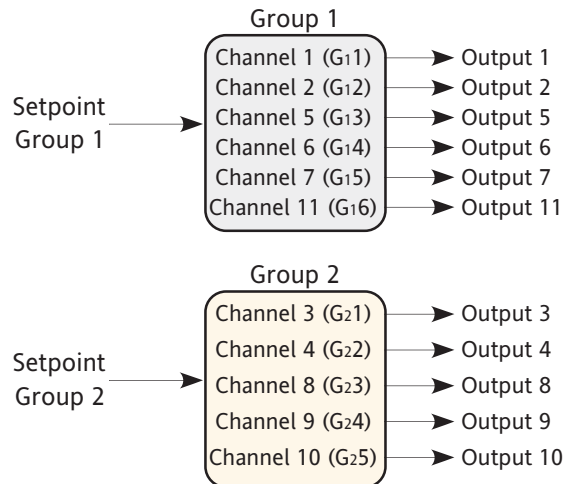 Group 1
Setpoint
Group 1
Channel 1 (G11)
Channel 2 (G12)
Channel 5 (G13)
Channel 6 (G14)
Channel 7 (G15)
Channel 11 (G16)
Output 1
Output 2
Output 5
Output 6
Output 7
Output 11
Group 2
Setpoint
Group 2
Channel 3 (G21)
Channel 4 (G22)
Channel 8 (G23)
Channel 9 (G24)
Channel 10 (G25)
Output 3
Output 4
Output 8
Output 9
Output 10